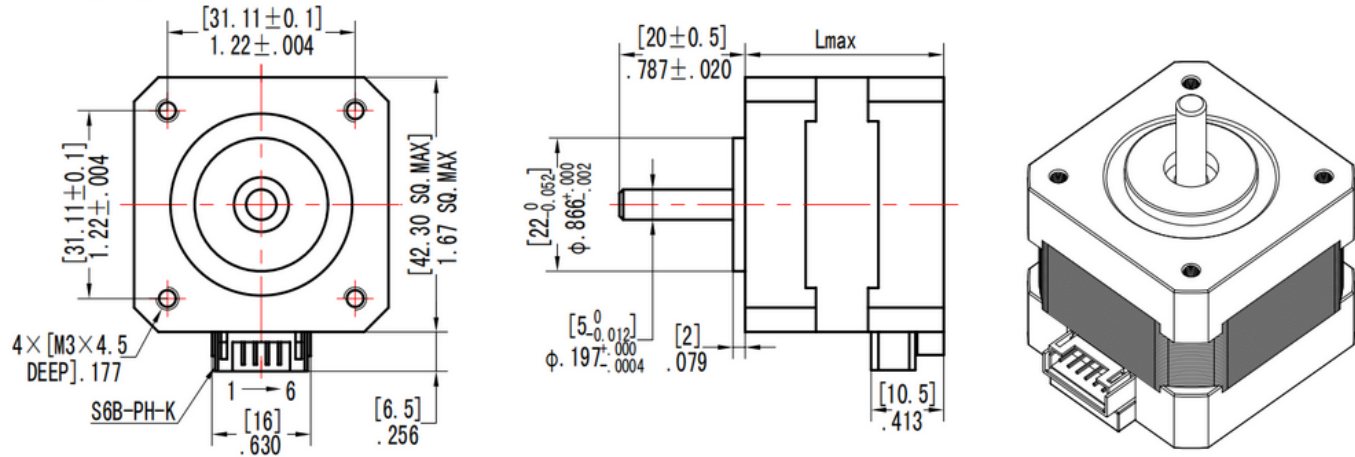 [31.11±0.1]
1.22±.004
[31.11±0.1]
1.22±.004
[42.30 SQ.MAX]
1.67 SQ.MAX
4×[M3×4.5
DEEP].177
S6B-PH-K
1→6
[16]
.630
[6.5]
.256
[20±0.5]
.787±.020
Lmax
[22 0 -0.052]
φ.866 +.000 -.002
[5 0 -0.012]
φ.197 +.000 -.0004
[2]
.079
[10.5]
.413